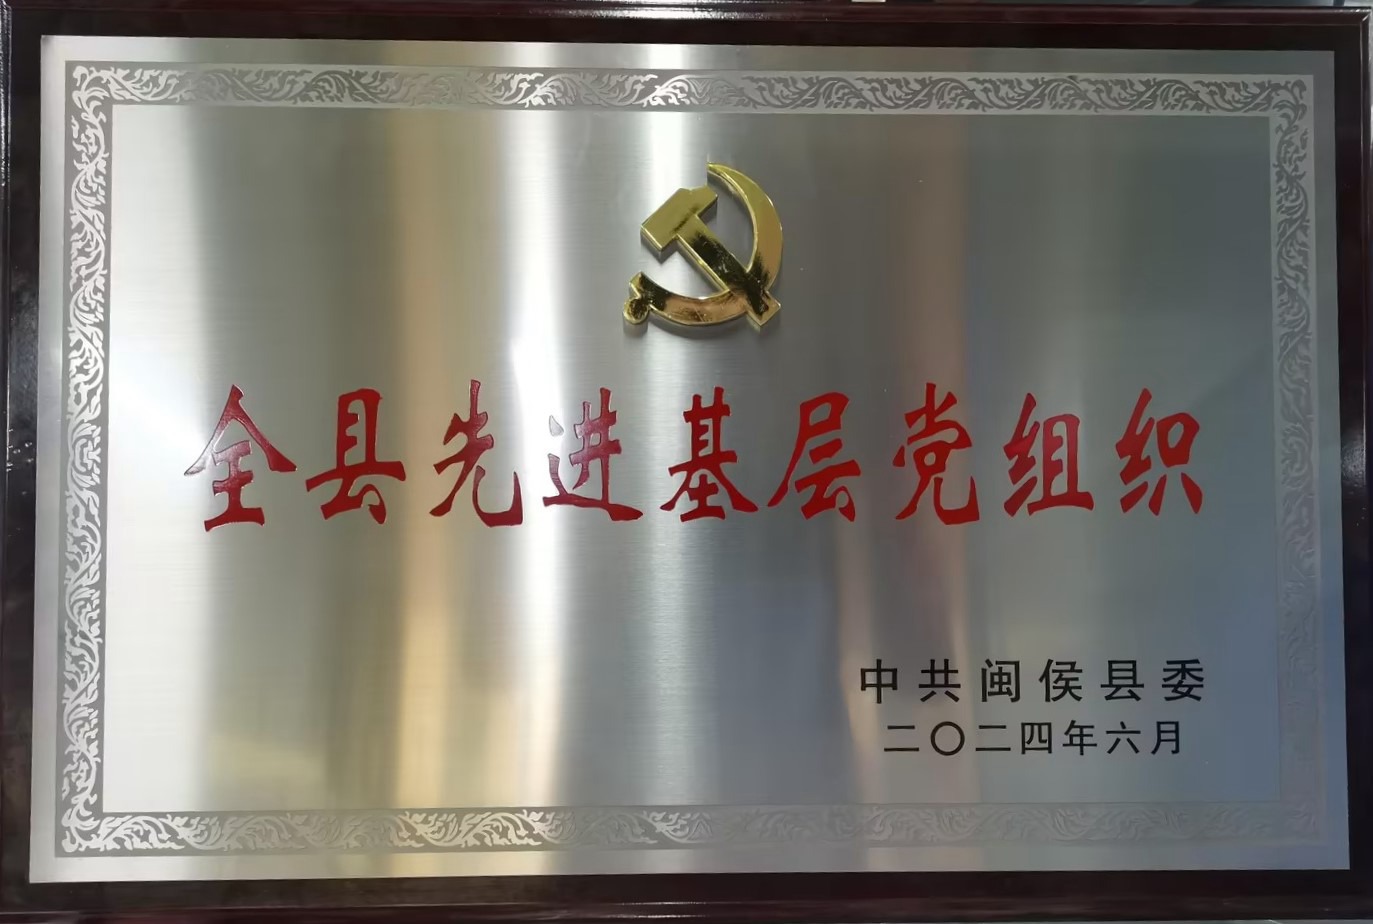 全县先进基层党组织
中共闽侯县委
二〇二四年六月